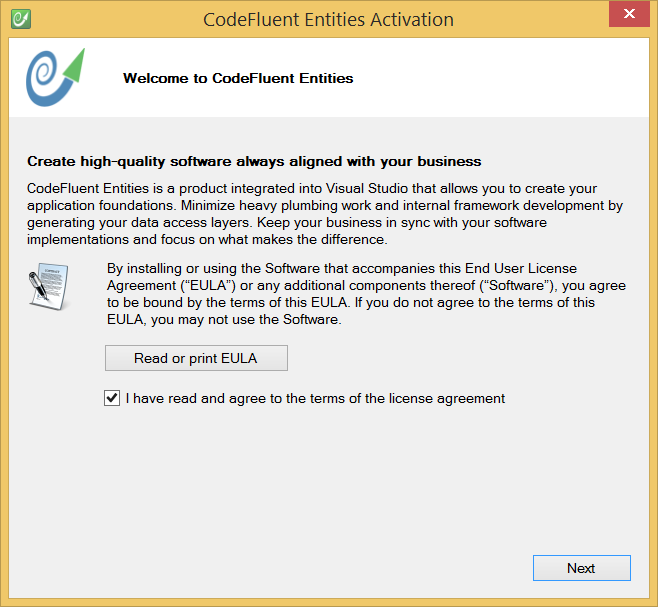 CodeFluent Entities Activation
Welcome to CodeFluent Entities
Create high-quality software always aligned with your business
CodeFluent Entities is a product integrated into Visual Studio that allows you to create your
application foundations. Minimize heavy plumbing work and internal framework development by
generating your data access layers. Keep your business in sync with your software
implementations and focus on what makes the difference.
By installing or using the Software that accompanies this End User License
Agreement (“EULA”) or any additional components thereof (“Software”), you agree
to be bound by the terms of this EULA. If you do not agree to the terms of this
EULA, you may not use the Software.
Read or print EULA
I have read and agree to the terms of the license agreement
Next